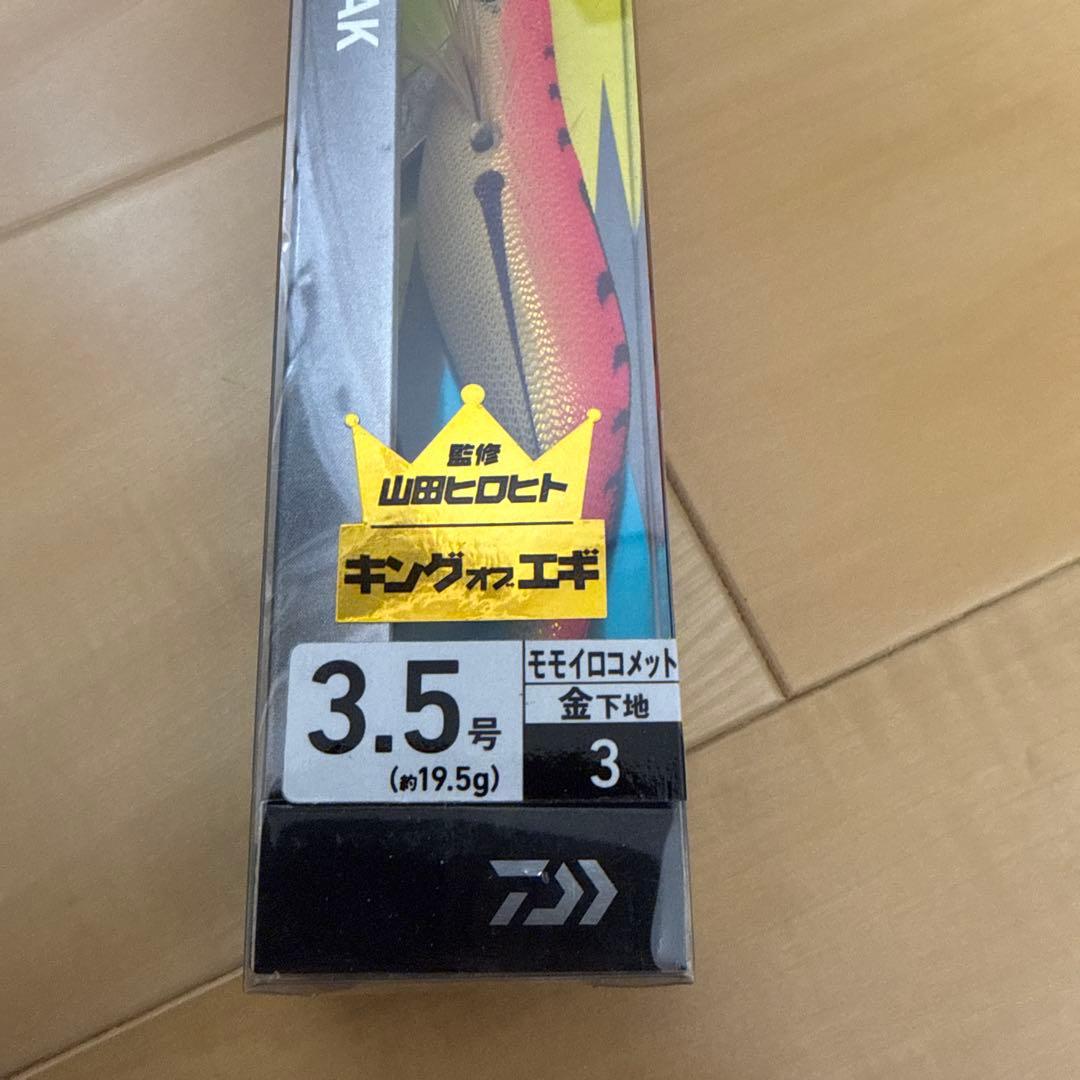 AK
監修
山田ヒロヒト
キングオブエギ
3.5号
(約19.5g)
モモイロコメット
金下地
3